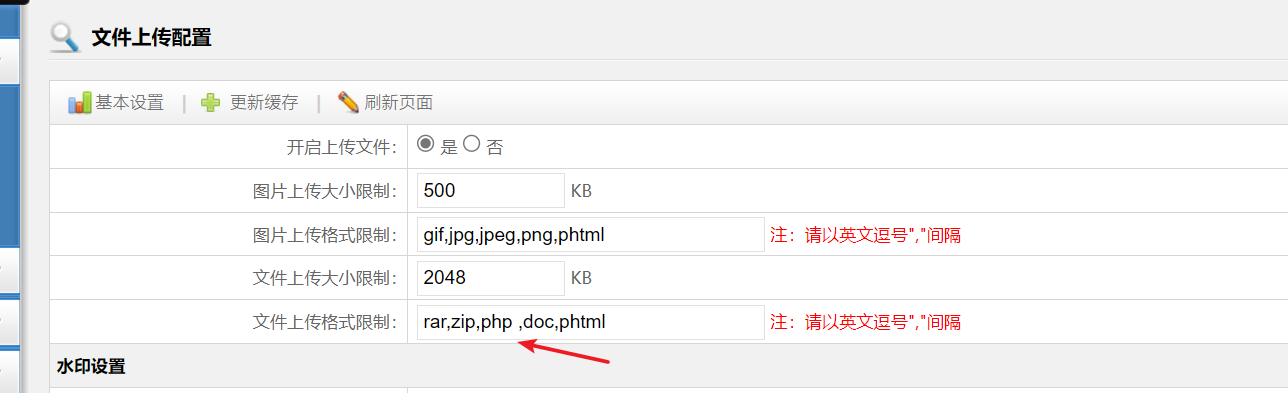 文件上传配置
基本设置 | 更新缓存 | 刷新页面
开启上传文件： 是 否
图片上传大小限制： 500 KB
图片上传格式限制： gif,jpg,jpeg,png,phtml 注：请以英文逗号","间隔
文件上传大小限制： 2048 KB
文件上传格式限制： rar,zip,php ,doc,phtml 注：请以英文逗号","间隔
水印设置